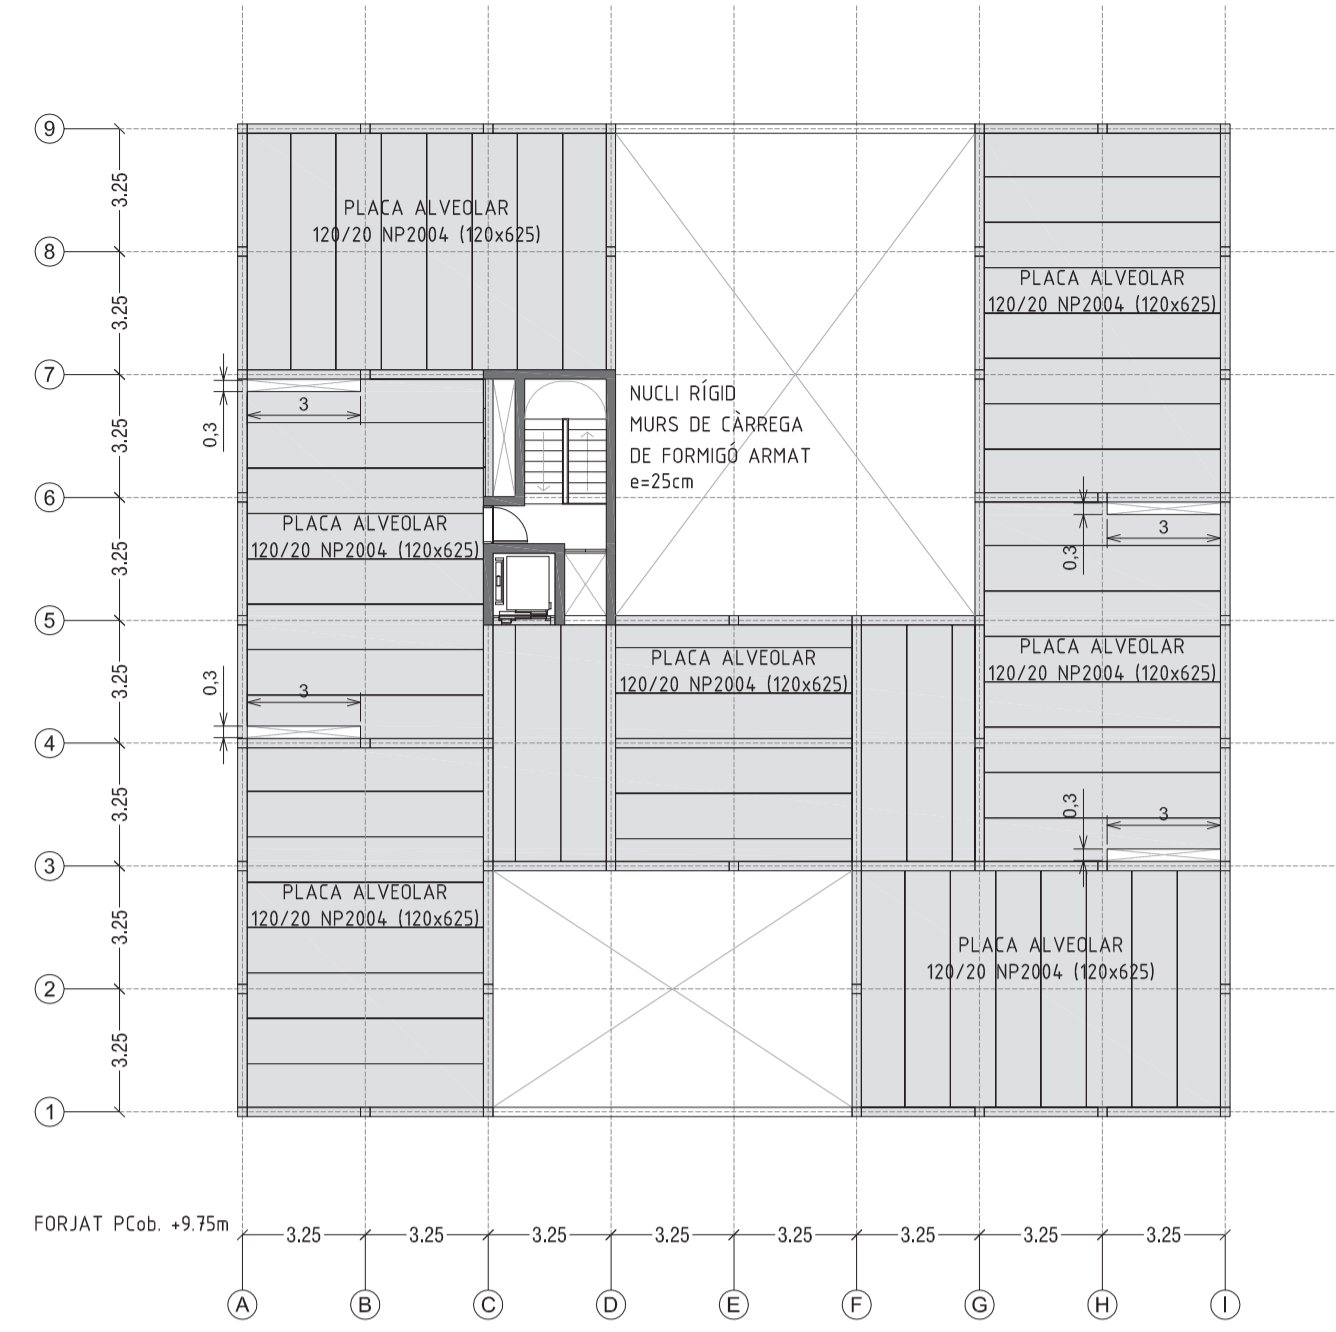 9
8
7
6
5
4
3
2
1
3.25
3.25
3.25
3.25
3.25
3.25
3.25
3.25
PLACA ALVEOLAR
120/20 NP2004 (120x625)
PLACA ALVEOLAR
120/20 NP2004 (120x625)
3
0,3
NUCLI RÍGID
MURS DE CÀRREGA
DE FORMIGÓ ARMAT
e=25cm
PLACA ALVEOLAR
120/20 NP2004 (120x625)
3
0,3
PLACA ALVEOLAR
120/20 NP2004 (120x625)
PLACA ALVEOLAR
120/20 NP2004 (120x625)
3
0,3
3
0,3
PLACA ALVEOLAR
120/20 NP2004 (120x625)
PLACA ALVEOLAR
120/20 NP2004 (120x625)
FORJAT PCob. +9.75m
3.25
3.25
3.25
3.25
3.25
3.25
3.25
3.25
A
B
C
D
E
F
G
H
I